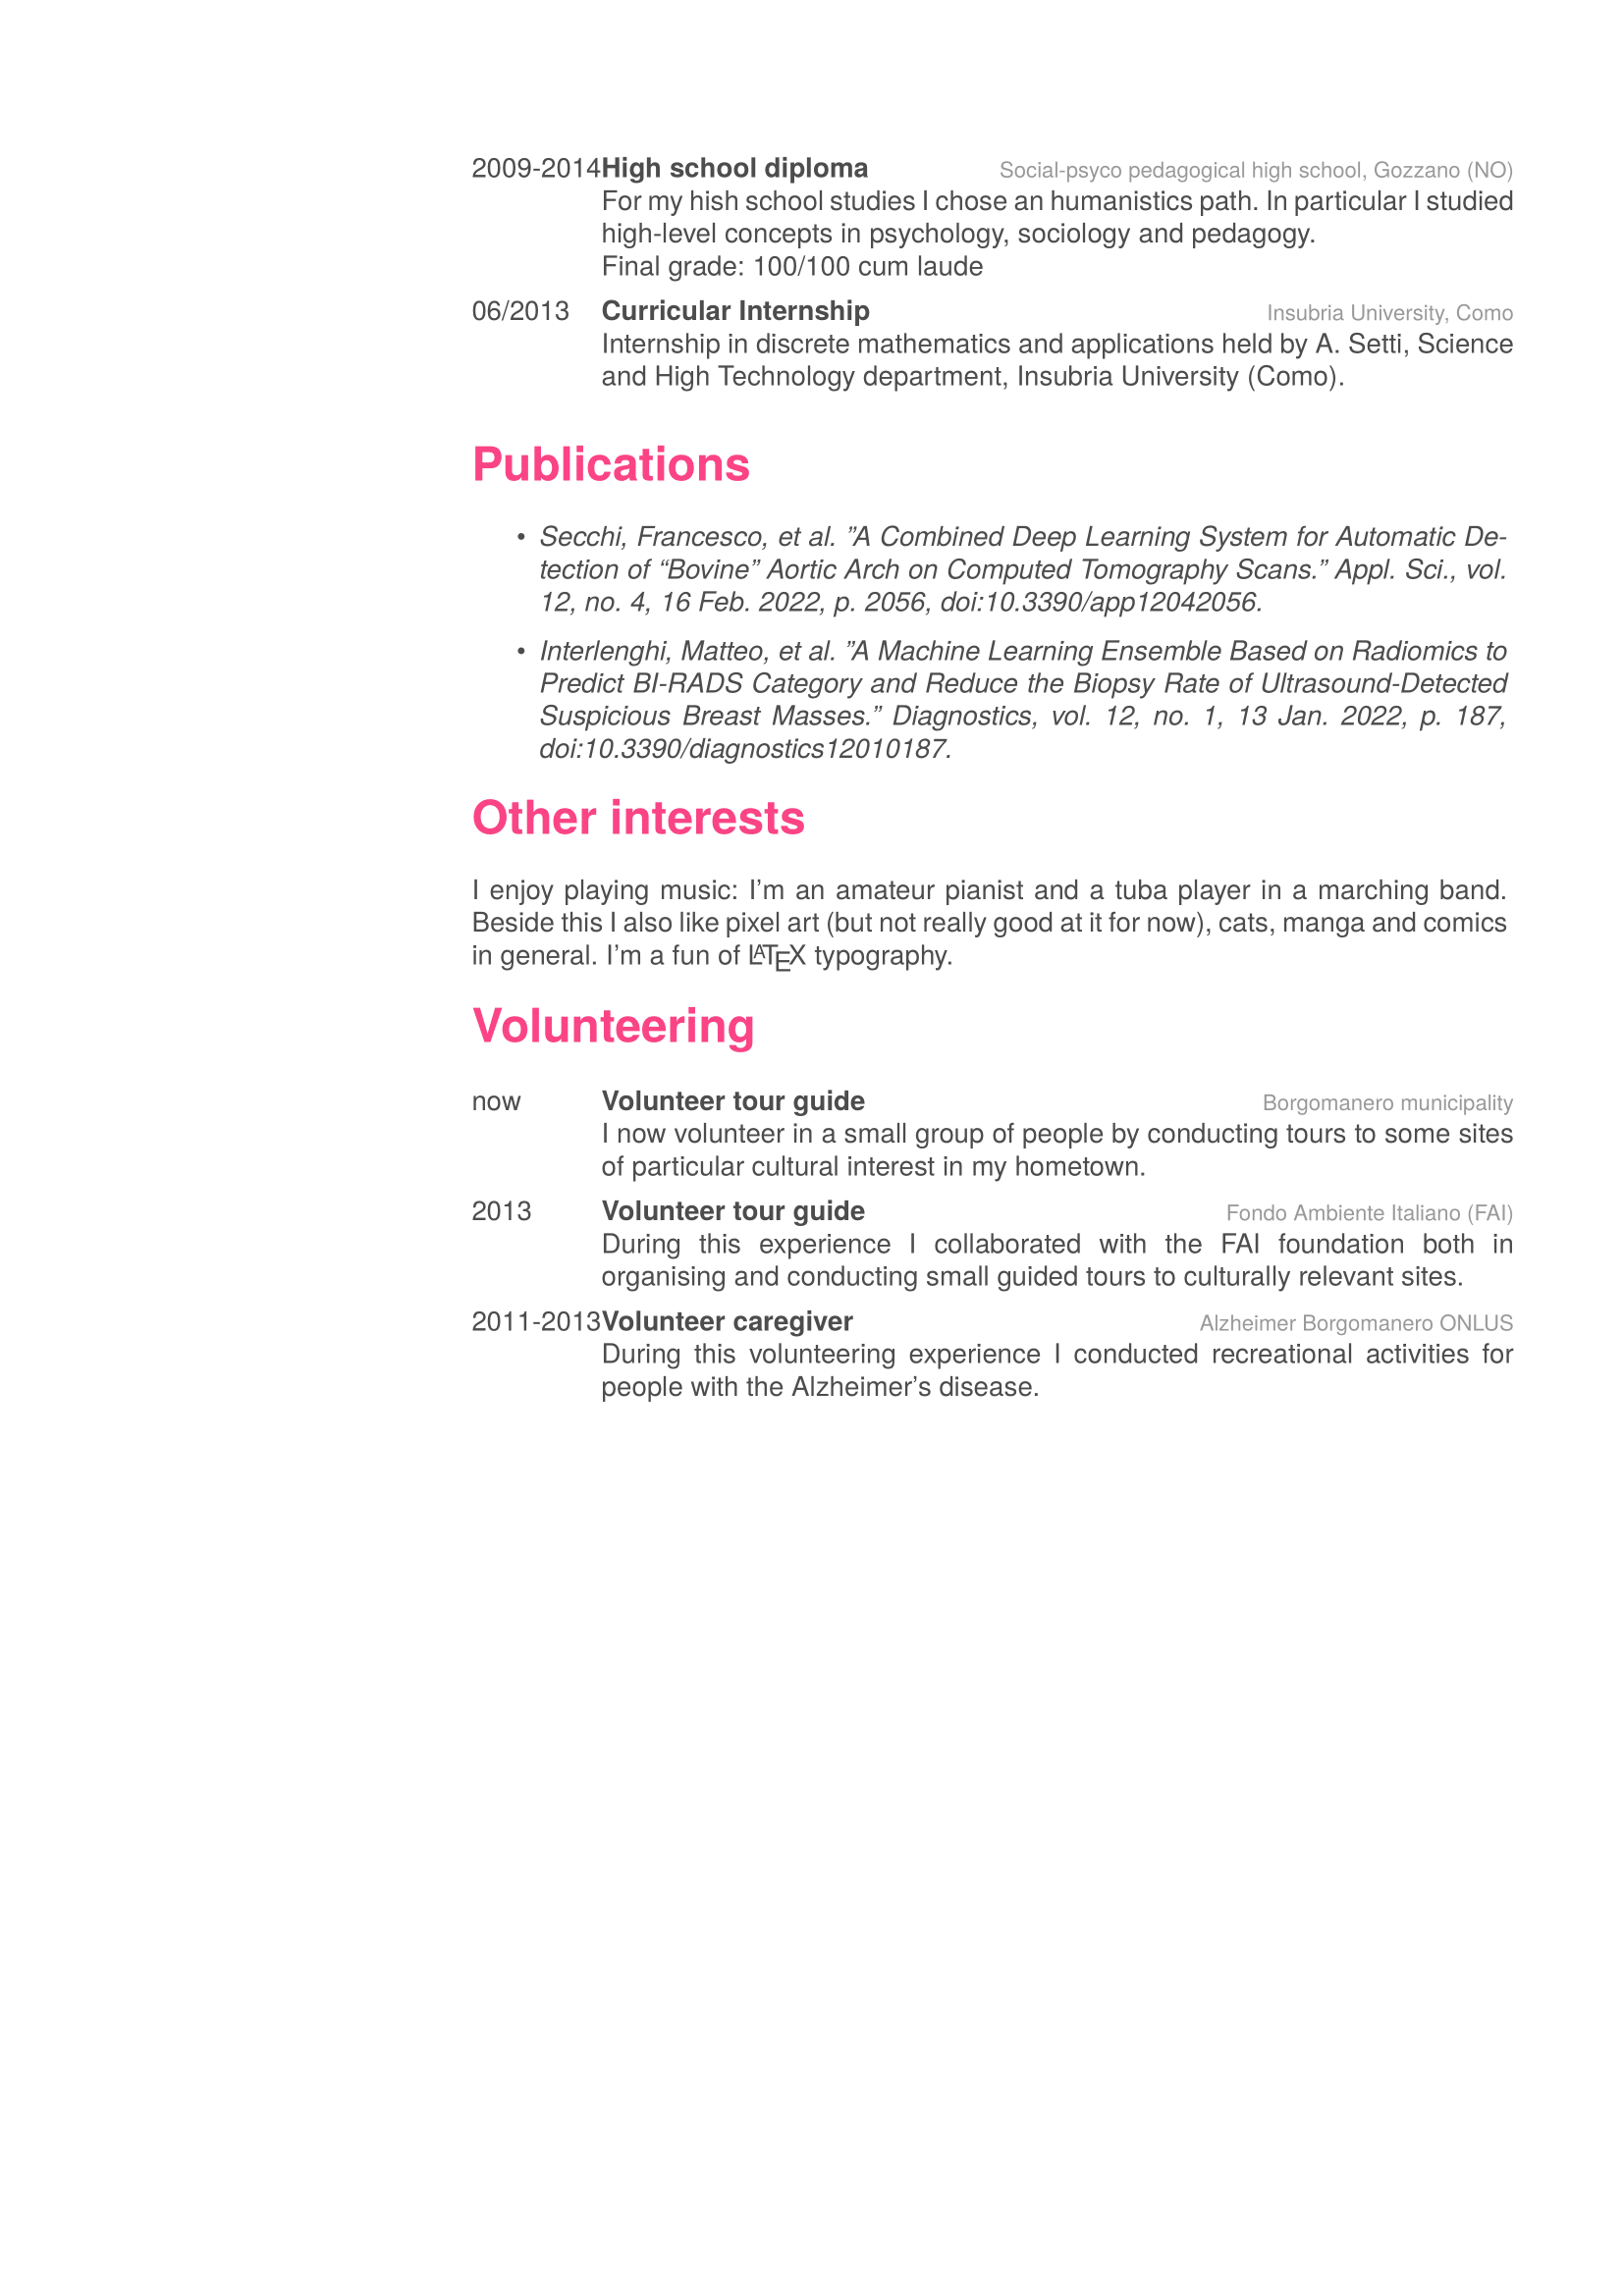 2009-2014 High school diploma Social-psyco pedagogical high school, Gozzano (NO)
For my hish school studies I chose an humanistics path. In particular I studied
high-level concepts in psychology, sociology and pedagogy.
Final grade: 100/100 cum laude
06/2013 Curricular Internship Insubria University, Como
Internship in discrete mathematics and applications held by A. Setti, Science
and High Technology department, Insubria University (Como).
Publications
• Secchi, Francesco, et al. ”A Combined Deep Learning System for Automatic De-
tection of “Bovine” Aortic Arch on Computed Tomography Scans.” Appl. Sci., vol.
12, no. 4, 16 Feb. 2022, p. 2056, doi:10.3390/app12042056.
• Interlenghi, Matteo, et al. ”A Machine Learning Ensemble Based on Radiomics to
Predict BI-RADS Category and Reduce the Biopsy Rate of Ultrasound-Detected
Suspicious Breast Masses.” Diagnostics, vol. 12, no. 1, 13 Jan. 2022, p. 187,
doi:10.3390/diagnostics12010187.
Other interests
I enjoy playing music: I’m an amateur pianist and a tuba player in a marching band.
Beside this I also like pixel art (but not really good at it for now), cats, manga and comics
in general. I’m a fun of LATEX typography.
Volunteering
now Volunteer tour guide Borgomanero municipality
I now volunteer in a small group of people by conducting tours to some sites
of particular cultural interest in my hometown.
2013 Volunteer tour guide Fondo Ambiente Italiano (FAI)
During this experience I collaborated with the FAI foundation both in
organising and conducting small guided tours to culturally relevant sites.
2011-2013 Volunteer caregiver Alzheimer Borgomanero ONLUS
During this volunteering experience I conducted recreational activities for
people with the Alzheimer’s disease.